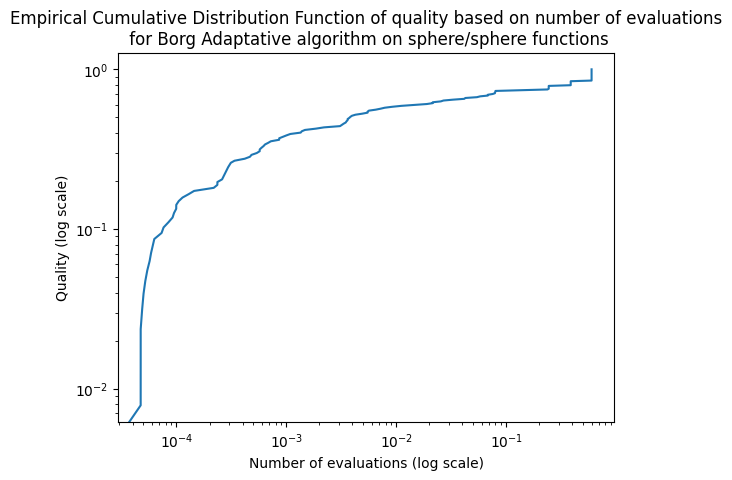 Empirical Cumulative Distribution Function of quality based on number of evaluations
for Borg Adaptative algorithm on sphere/sphere functions
10⁰
10⁻¹
10⁻²
Quality (log scale)
10⁻⁴ 10⁻³ 10⁻² 10⁻¹
Number of evaluations (log scale)